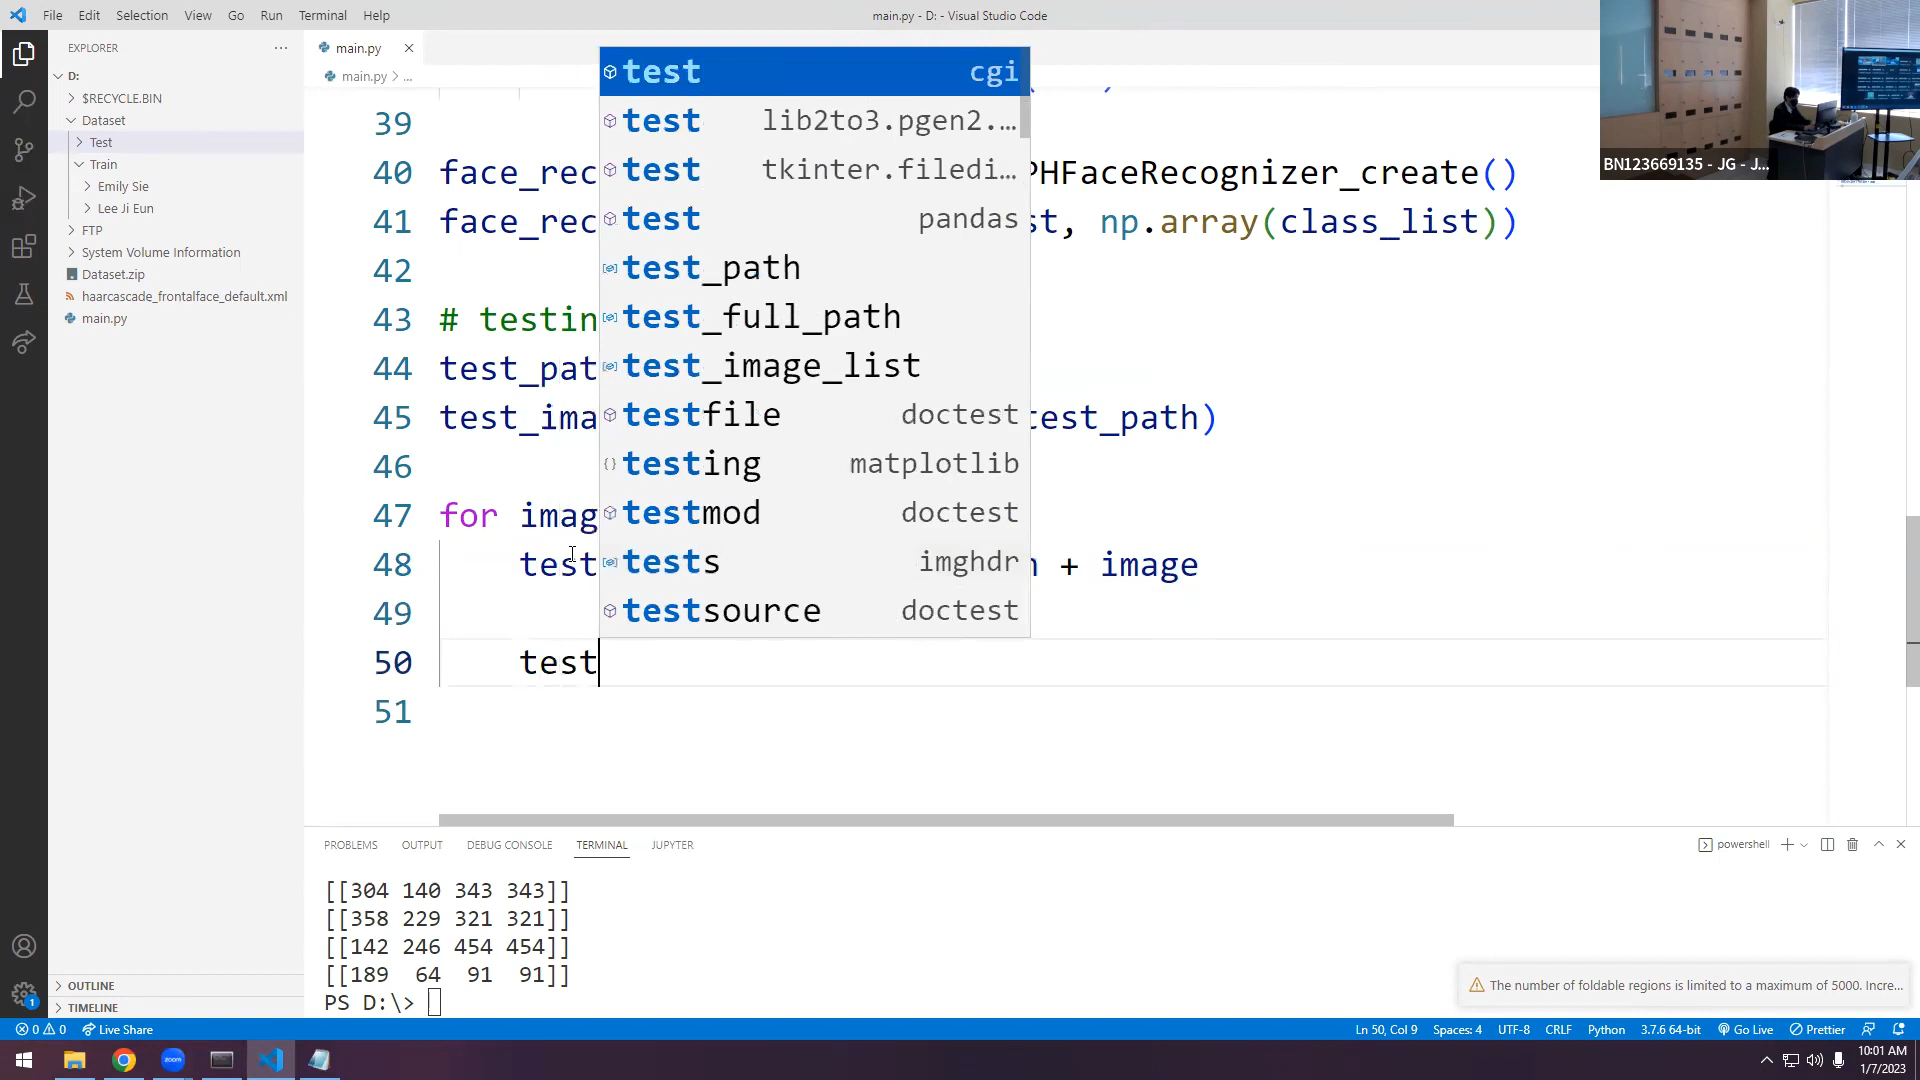 File Edit Selection View Go Run Terminal Help
main.py - D: - Visual Studio Code
EXPLORER
D:
$RECYCLE.BIN
Dataset
Test
Train
Emily Sie
Lee Ji Eun
FTP
System Volume Information
Dataset.zip
haarcascade_frontalface_default.xml
main.py
OUTLINE
TIMELINE
main.py
main.py > ...
39
40 face_rec PHFaceRecognizer_create()
41 face_rec st, np.array(class_list))
42
43 # testin
44 test_pat
45 test_ima test_path)
46
47 for imag
48 test + image
49
50 test
51
test cgi
test lib2to3.pgen2....
test tkinter.filedi...
test pandas
test_path
test_full_path
test_image_list
testfile doctest
testing matplotlib
testmod doctest
tests imghdr
testsource doctest
BN123669135 - JG - J...
PROBLEMS OUTPUT DEBUG CONSOLE TERMINAL JUPYTER
powershell
[[304 140 343 343]]
[[358 229 321 321]]
[[142 246 454 454]]
[[189 64 91 91]]
PS D:\>
The number of foldable regions is limited to a maximum of 5000. Incre...
0 0 Live Share
Ln 50, Col 9 Spaces: 4 UTF-8 CRLF Python 3.7.6 64-bit Go Live Prettier
1
zoom
10:01 AM
1/7/2023